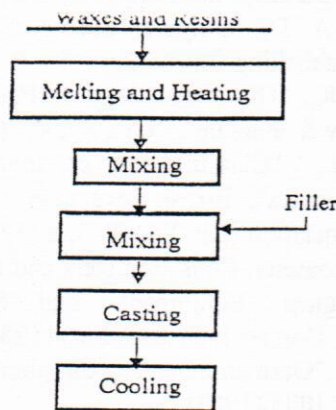 Waxes and Resins
Melting and Heating
Mixing
Filler
Mixing
Casting
Cooling